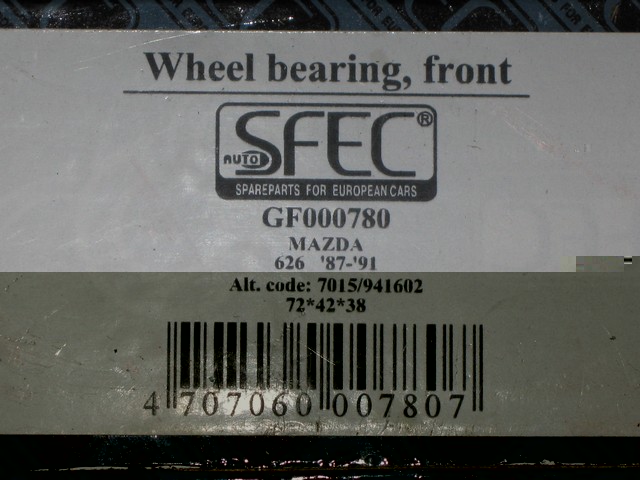 Wheel bearing, front
AUTO SFEC®
SPAREPARTS FOR EUROPEAN CARS
GF000780
MAZDA
626 '87-'91
Alt. code: 7015/941602
72*42*38
4 707060 007807